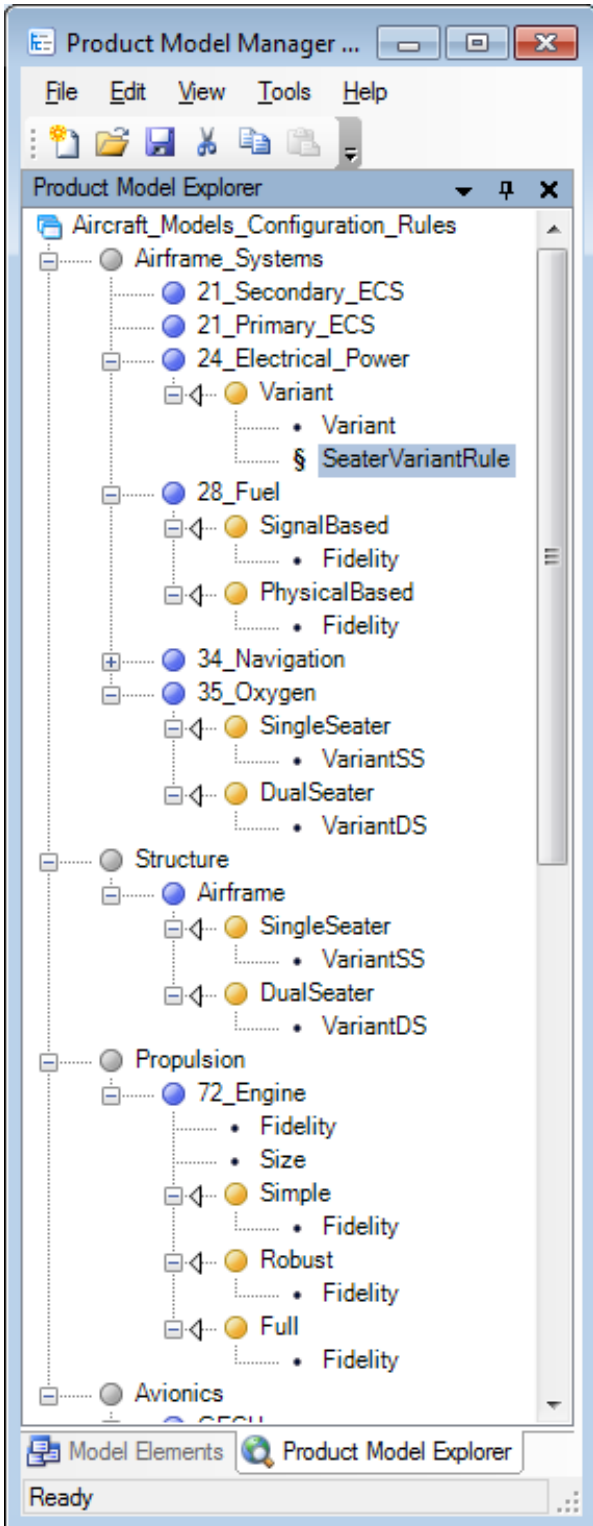 Product Model Manager ...
File Edit View Tools Help
Product Model Explorer
Aircraft_Models_Configuration_Rules
Airframe_Systems
21_Secondary_ECS
21_Primary_ECS
24_Electrical_Power
Variant
Variant
§ SeaterVariantRule
28_Fuel
SignalBased
Fidelity
PhysicalBased
Fidelity
34_Navigation
35_Oxygen
SingleSeater
VariantSS
DualSeater
VariantDS
Structure
Airframe
SingleSeater
VariantSS
DualSeater
VariantDS
Propulsion
72_Engine
Fidelity
Size
Simple
Fidelity
Robust
Fidelity
Full
Fidelity
Avionics
Model Elements Product Model Explorer
Ready